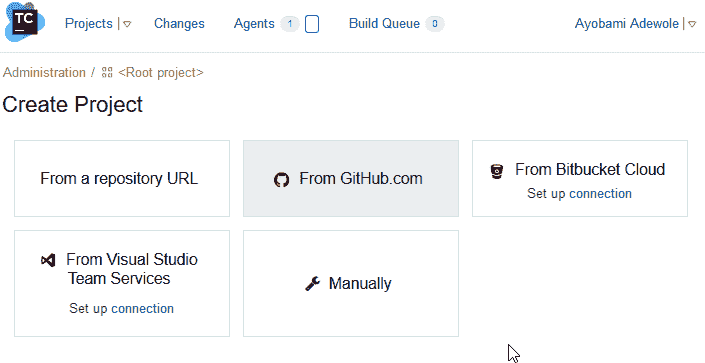 TC
Projects
Changes
Agents 1
Build Queue 0
Ayobami Adewole
Administration / <Root project>
Create Project
From a repository URL
From GitHub.com
From Bitbucket Cloud
Set up connection
From Visual Studio
Team Services
Set up connection
Manually